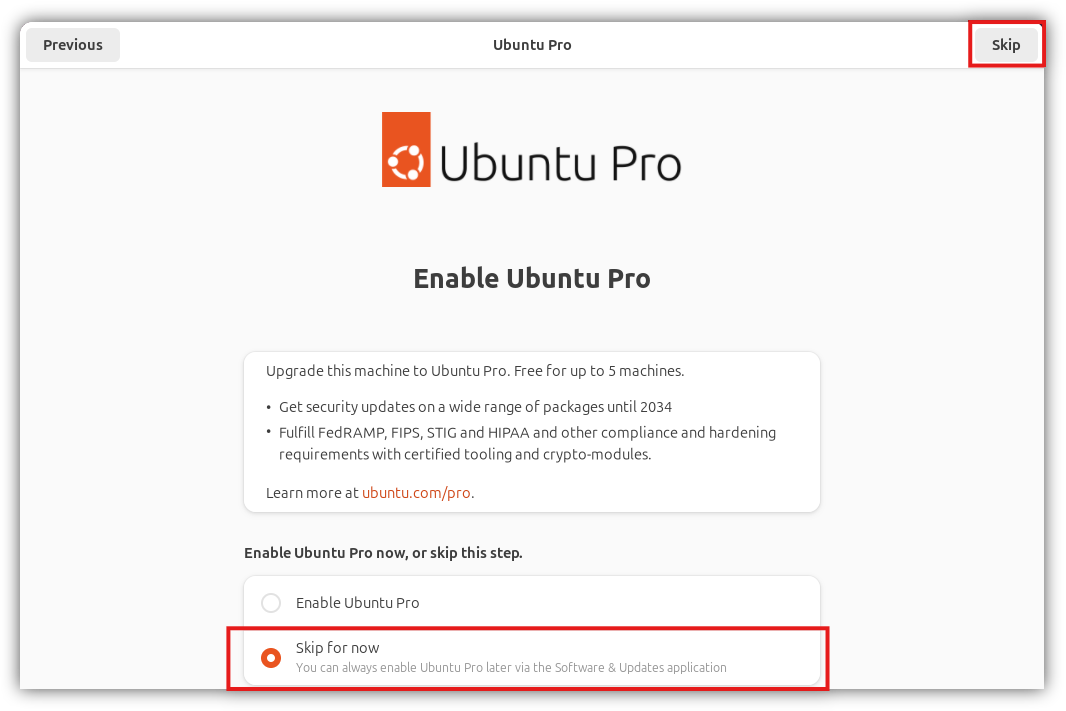 Previous
Ubuntu Pro
Skip
Ubuntu Pro
Enable Ubuntu Pro
Upgrade this machine to Ubuntu Pro. Free for up to 5 machines.
• Get security updates on a wide range of packages until 2034
• Fulfill FedRAMP, FIPS, STIG and HIPAA and other compliance and hardening
requirements with certified tooling and crypto-modules.
Learn more at ubuntu.com/pro.
Enable Ubuntu Pro now, or skip this step.
Enable Ubuntu Pro
Skip for now
You can always enable Ubuntu Pro later via the Software & Updates application